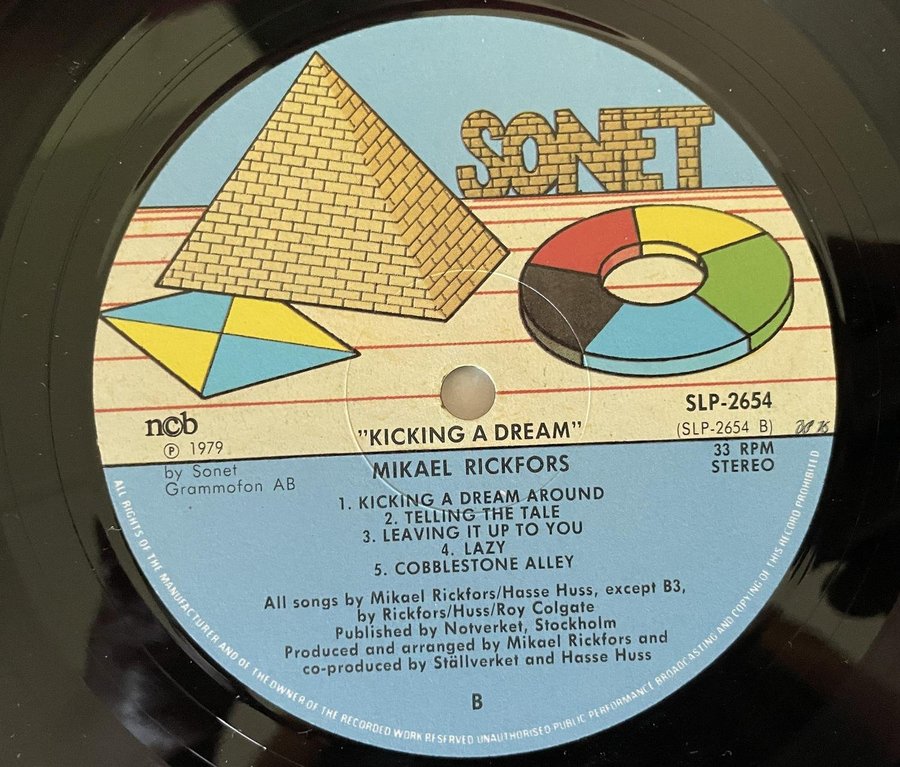 SONET
SLP-2654
(SLP-2654 B)
33 RPM
STEREO
ncb
Ⓟ 1979
by Sonet
Grammofon AB
"KICKING A DREAM"
MIKAEL RICKFORS
1. KICKING A DREAM AROUND
2. TELLING THE TALE
3. LEAVING IT UP TO YOU
4. LAZY
5. COBBLESTONE ALLEY
All songs by Mikael Rickfors/Hasse Huss, except B3,
by Rickfors/Huss/Roy Colgate
Published by Notverket, Stockholm
Produced and arranged by Mikael Rickfors and
co-produced by Ställverket and Hasse Huss
B
ALL RIGHTS OF THE MANUFACTURER AND OF THE OWNER OF THE RECORDED WORK RESERVED UNAUTHORISED PUBLIC PERFORMANCE BROADCASTING AND COPYING OF THIS RECORD PROHIBITED